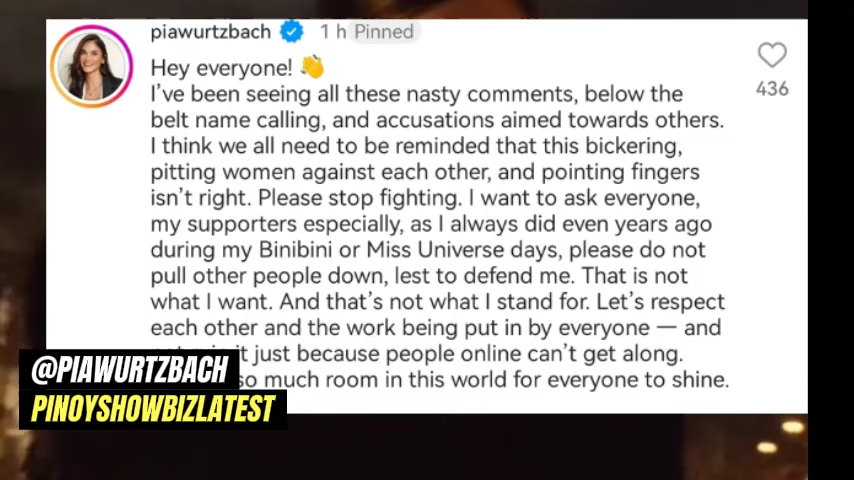 piawurtzbach 1 h Pinned
Hey everyone! 👋
I've been seeing all these nasty comments, below the
belt name calling, and accusations aimed towards others.
I think we all need to be reminded that this bickering,
pitting women against each other, and pointing fingers
isn't right. Please stop fighting. I want to ask everyone,
my supporters especially, as I always did even years ago
during my Binibini or Miss Universe days, please do not
pull other people down, lest to defend me. That is not
what I want. And that's not what I stand for. Let's respect
each other and the work being put in by everyone — and
just because people online can't get along.
so much room in this world for everyone to shine.
436
@PIAWURTZBACH
PINOYSHOWBIZLATEST